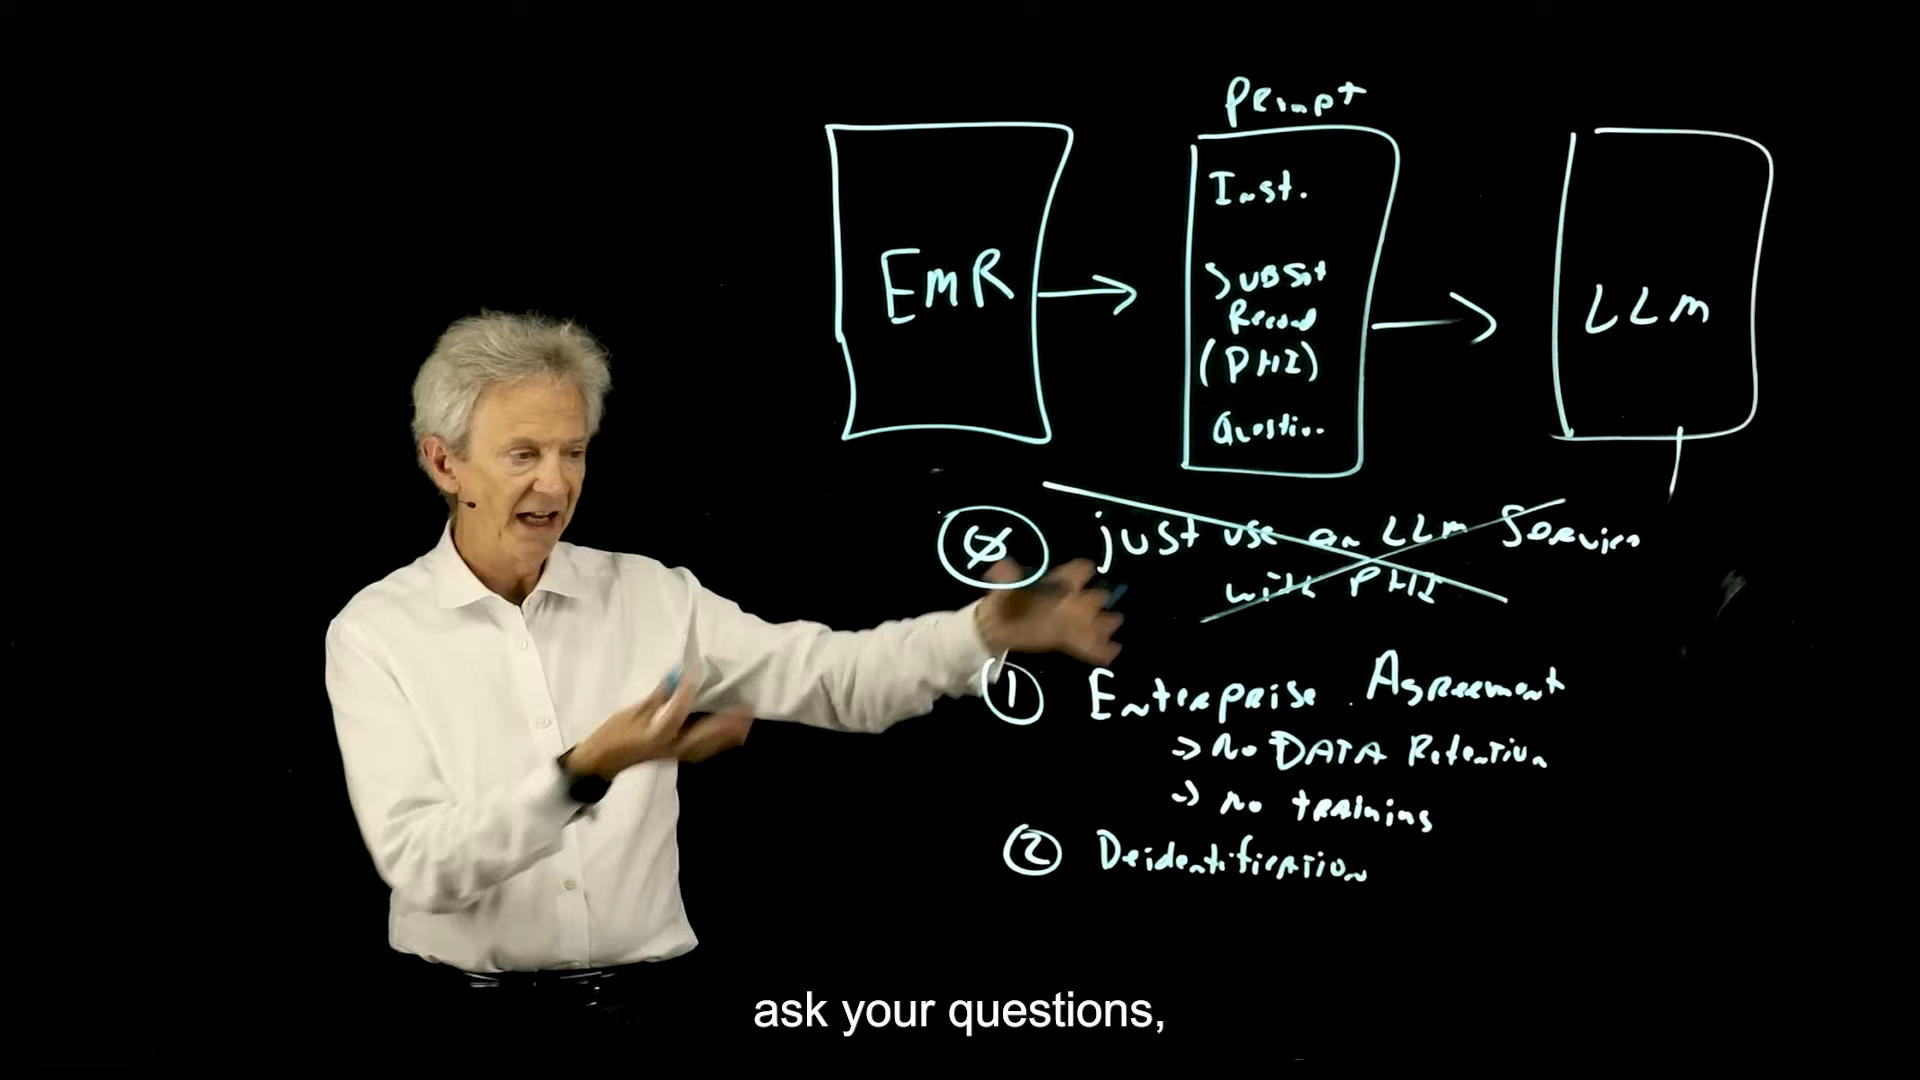 Prompt
EMR
Inst.
Subset
Record
(PHI)
Question
LLM
0 just use an LLM Service
with PHI
1 Enterprise Agreement
→ No DATA Retention
→ no training
2 Deidentification
ask your questions,